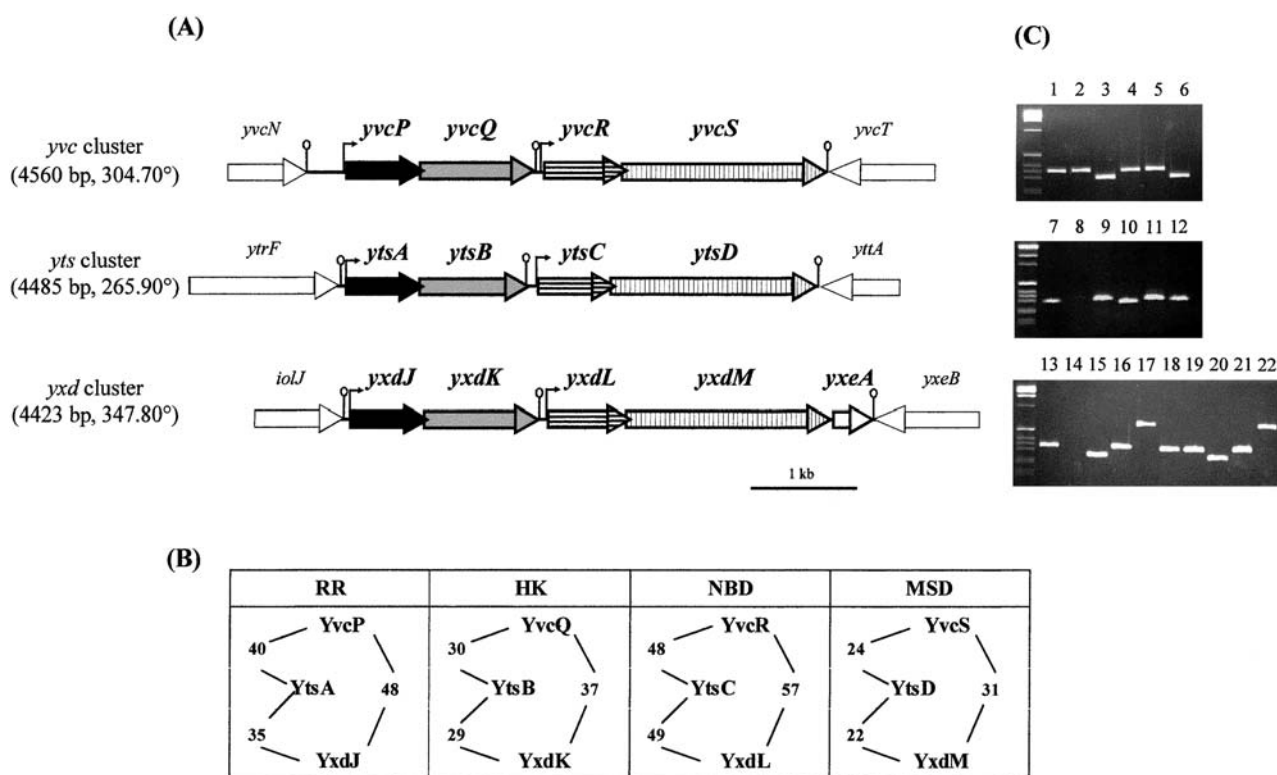 (A)
yvc cluster
(4560 bp, 304.70°)
yvcN yvcP yvcQ yvcR yvcS yvcT
yts cluster
(4485 bp, 265.90°)
ytrF ytsA ytsB ytsC ytsD yttA
yxd cluster
(4423 bp, 347.80°)
iolJ yxdJ yxdK yxdL yxdM yxeA yxeB
1 kb
(C)
1 2 3 4 5 6
7 8 9 10 11 12
13 14 15 16 17 18 19 20 21 22
(B)
RR HK NBD MSD
YvcP YvcQ YvcR YvcS
40 30 48 24
YtsA 48 YtsB 37 YtsC 57 YtsD 31
35 29 49 22
YxdJ YxdK YxdL YxdM